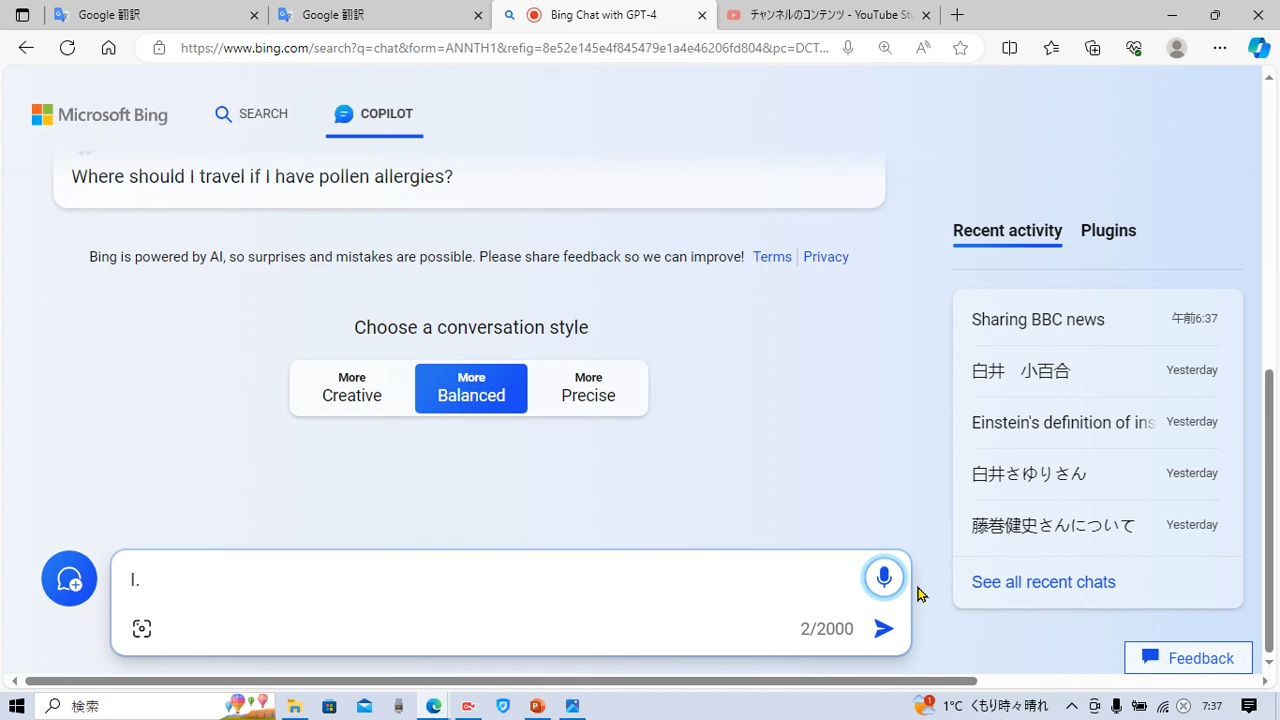 Google 翻訳
Google 翻訳
Bing Chat with GPT-4
チャンネルのコンテンツ - YouTube Stu
https://www.bing.com/search?q=chat&form=ANNTH1&refig=8e52e145e4f845479e1a4e46206fd804&pc=DCT...
Microsoft Bing
SEARCH
COPILOT
Where should I travel if I have pollen allergies?
Bing is powered by AI, so surprises and mistakes are possible. Please share feedback so we can improve! Terms Privacy
Choose a conversation style
More
Creative
More
Balanced
More
Precise
I.
2/2000
Recent activity
Plugins
Sharing BBC news 午前6:37
白井　小百合 Yesterday
Einstein's definition of ins Yesterday
白井さゆりさん Yesterday
藤巻健史さんについて Yesterday
See all recent chats
Feedback
検索
1°C くもり時々晴れ
7:37